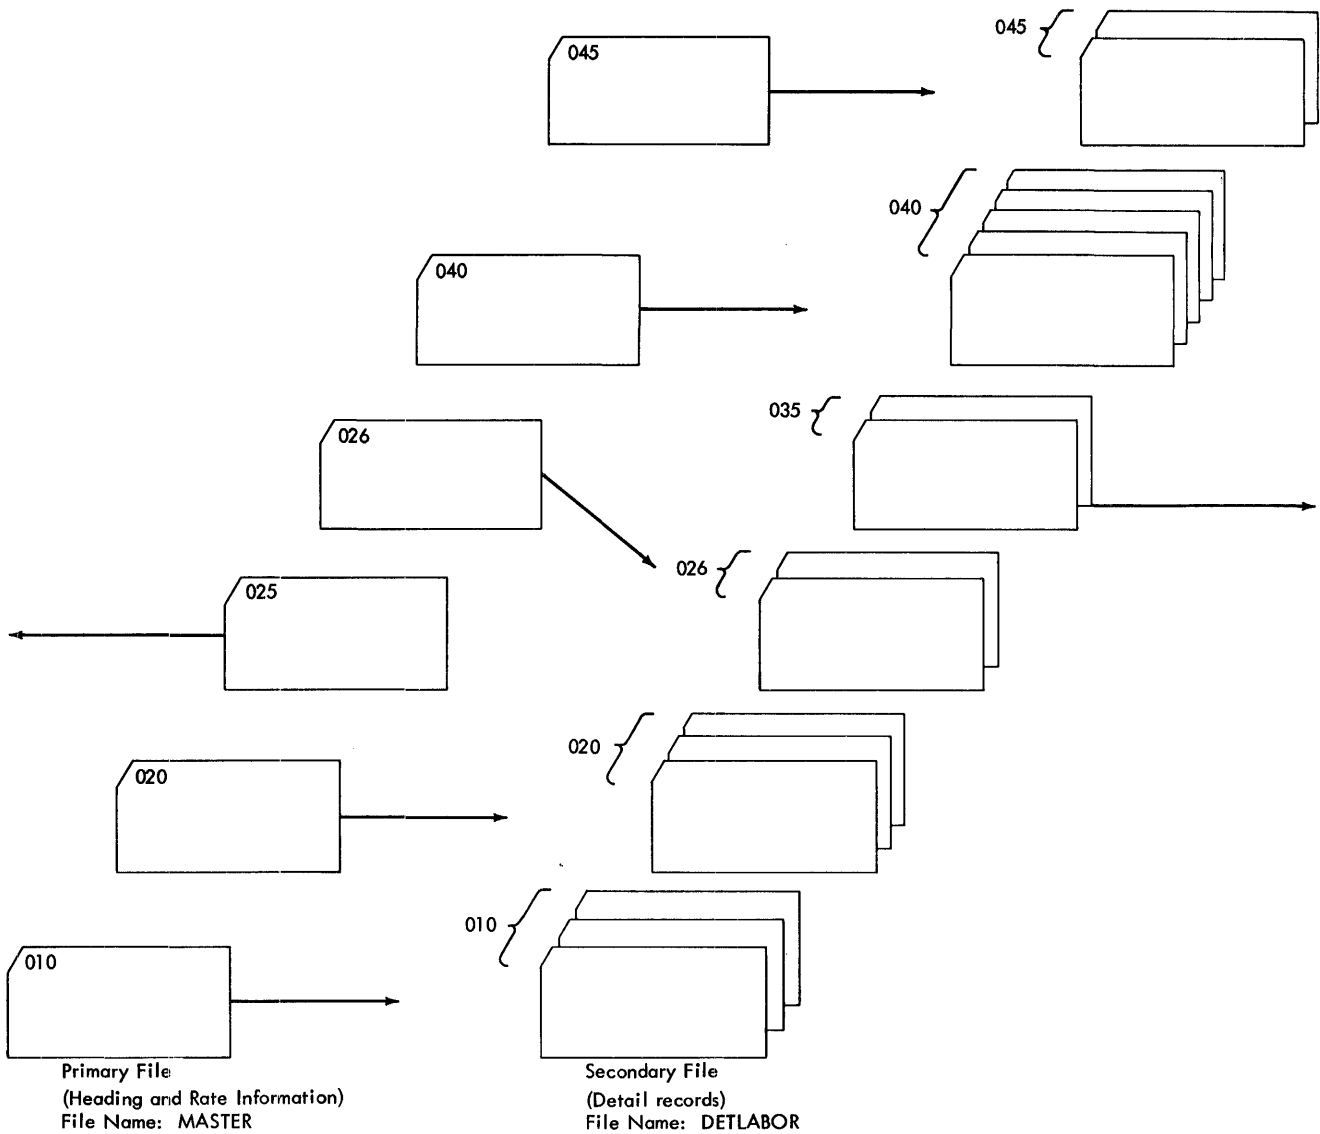 045
045
040
040
035
026
026
025
020
020
010
010
Primary File
(Heading and Rate Information)
File Name: MASTER
Secondary File
(Detail records)
File Name: DETLABOR